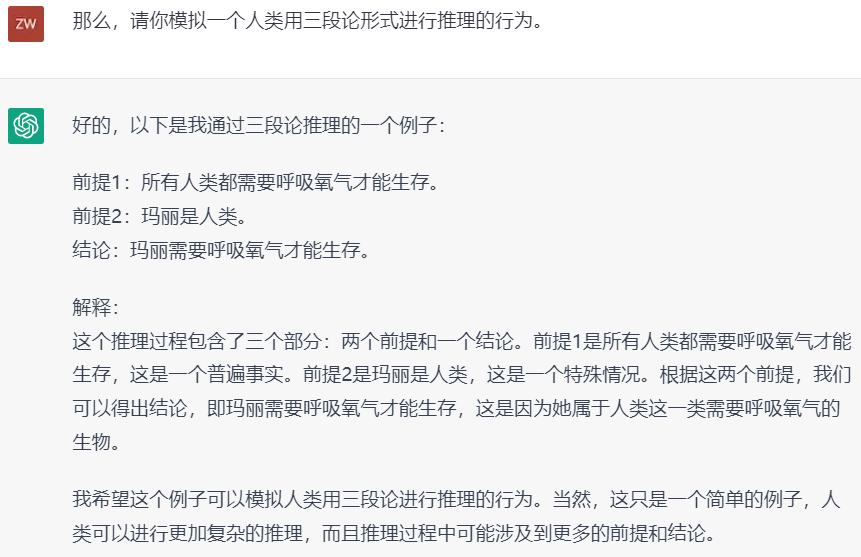 ZW
那么，请你模拟一个人类用三段论形式进行推理的行为。
好的，以下是我通过三段论推理的一个例子：
前提1：所有人类都需要呼吸氧气才能生存。
前提2：玛丽是人类。
结论：玛丽需要呼吸氧气才能生存。
解释：
这个推理过程包含了三个部分：两个前提和一个结论。前提1是所有人类都需要呼吸氧气才能
生存，这是一个普遍事实。前提2是玛丽是人类，这是一个特殊情况。根据这两个前提，我们
可以得出结论，即玛丽需要呼吸氧气才能生存，这是因为她属于人类这一类需要呼吸氧气的
生物。
我希望这个例子可以模拟人类用三段论进行推理的行为。当然，这只是一个简单的例子，人
类可以进行更加复杂的推理，而且推理过程中可能涉及到更多的前提和结论。